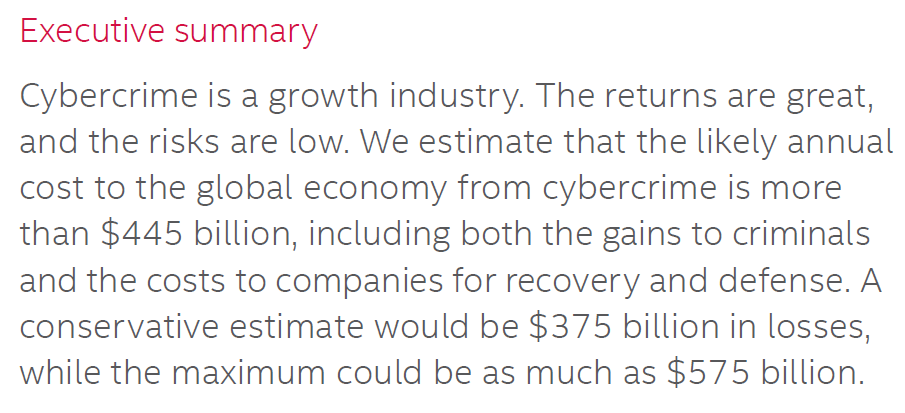 Executive summary
Cybercrime is a growth industry. The returns are great,
and the risks are low. We estimate that the likely annual
cost to the global economy from cybercrime is more
than $445 billion, including both the gains to criminals
and the costs to companies for recovery and defense. A
conservative estimate would be $375 billion in losses,
while the maximum could be as much as $575 billion.